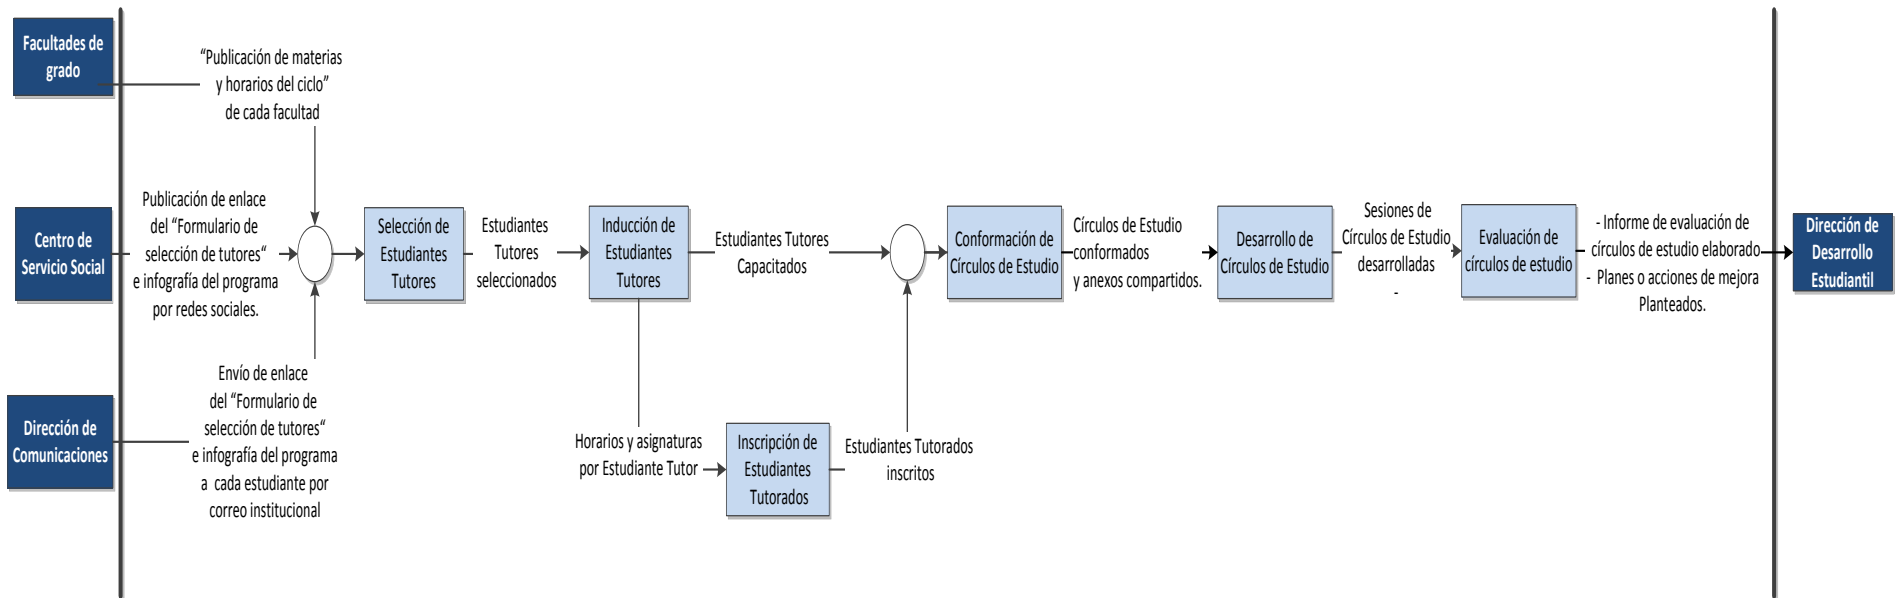 Facultades de
grado
“Publicación de materias
y horarios del ciclo”
de cada facultad
Centro de
Servicio Social
Publicación de enlace
del “Formulario de
selección de tutores“
e infografía del programa
por redes sociales.
Dirección de
Comunicaciones
Envío de enlace
del “Formulario de
selección de tutores“
e infografía del programa
a cada estudiante por
correo institucional
Selección de
Estudiantes
Tutores
Estudiantes
Tutores
seleccionados
Inducción de
Estudiantes
Tutores
Estudiantes Tutores
Capacitados
Horarios y asignaturas
por Estudiante Tutor
Inscripción de
Estudiantes
Tutorados
Estudiantes Tutorados
inscritos
Conformación de
Círculos de Estudio
Círculos de Estudio
conformados
y anexos compartidos.
Desarrollo de
Círculos de Estudio
Sesiones de
Círculos de Estudio
desarrolladas
-
Evaluación de
círculos de estudio
- Informe de evaluación de
círculos de estudio elaborado
- Planes o acciones de mejora
Planteados.
Dirección de
Desarrollo
Estudiantil